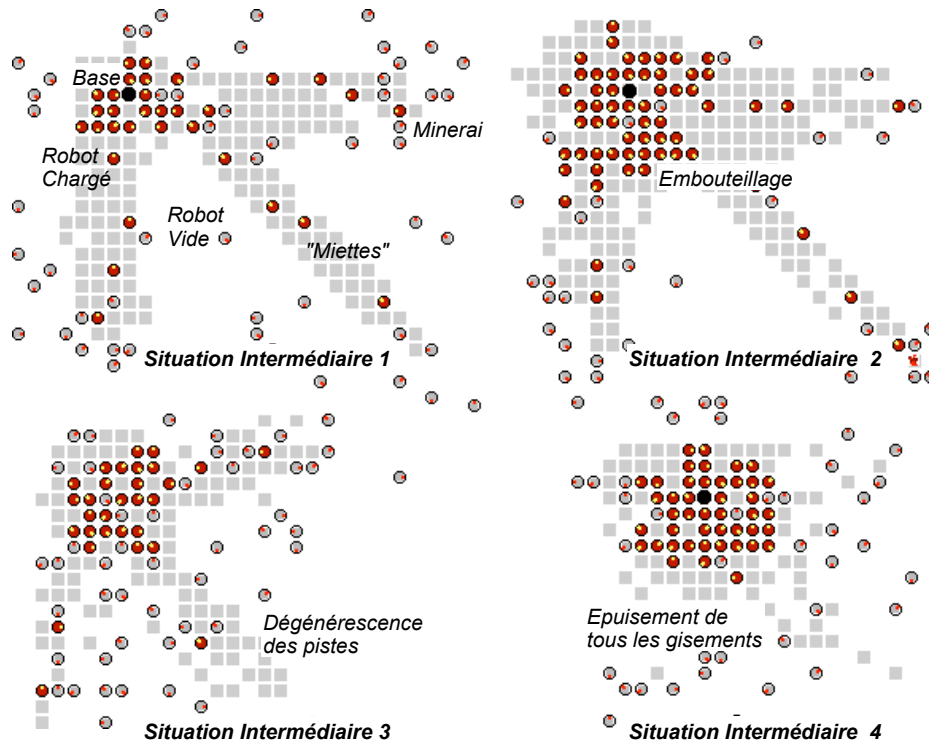 Base
Minerai
Robot
Chargé
Robot
Vide
"Miettes"
Situation Intermédiaire 1
Embouteillage
Situation Intermédiaire 2
Dégénérescence
des pistes
Situation Intermédiaire 3
Epuisement de
tous les gisements
Situation Intermédiaire 4